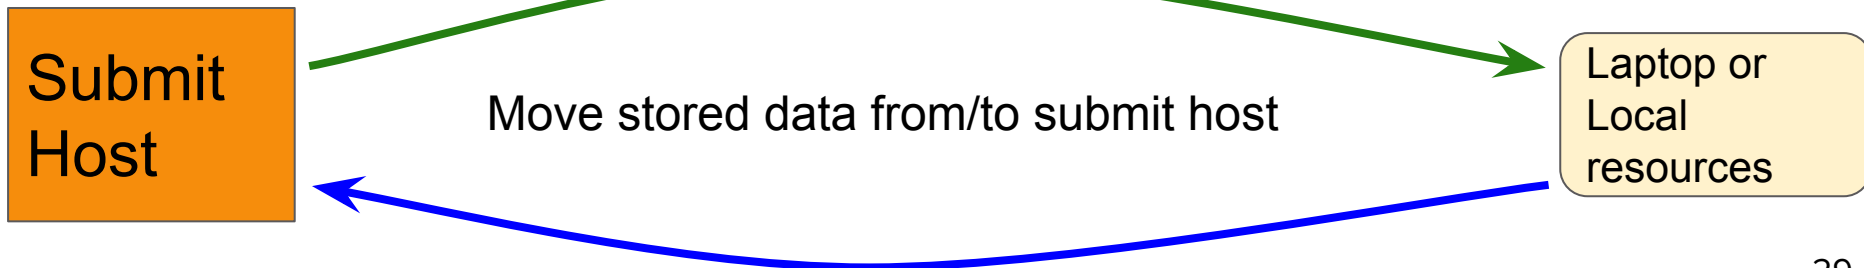 Submit
Host
Move stored data from/to submit host
Laptop or
Local
resources